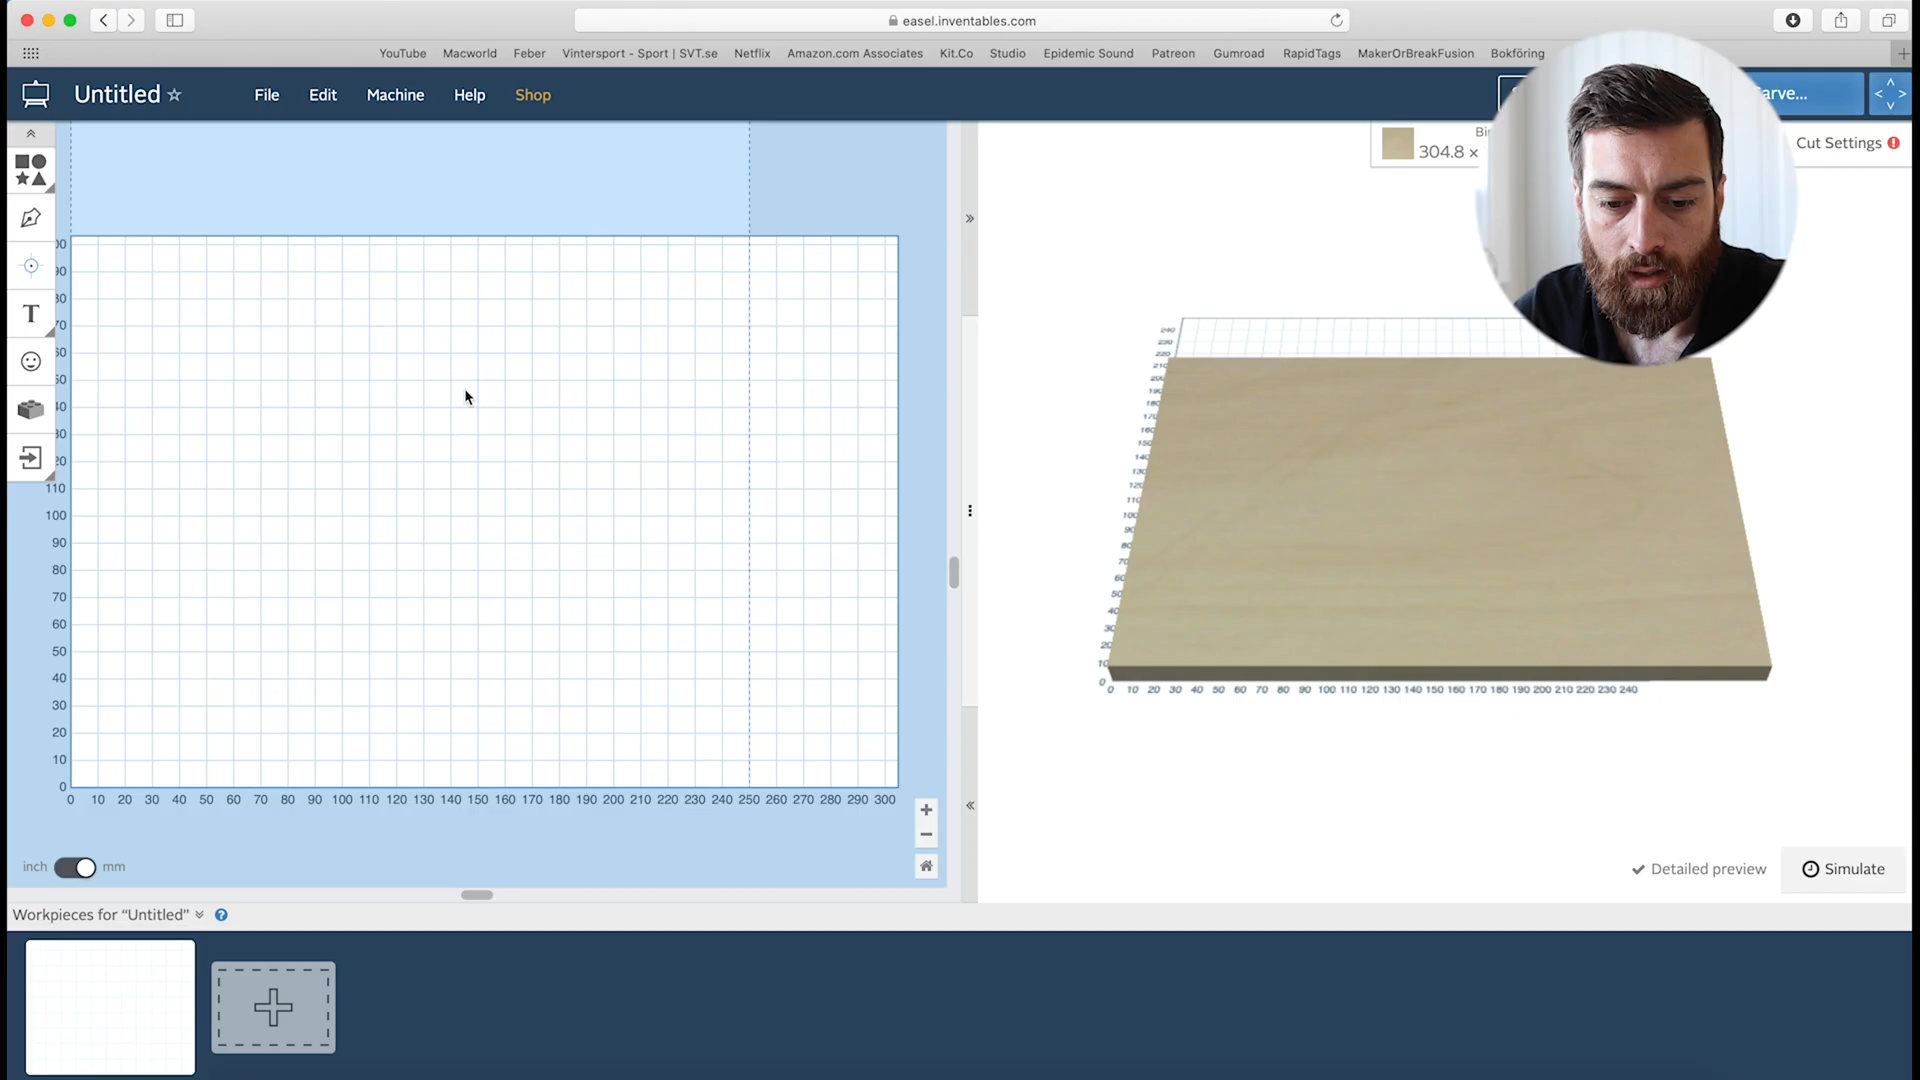 easel.inventables.com
YouTube Macworld Feber Vintersport - Sport | SVT.se Netflix Amazon.com Associates Kit.Co Studio Epidemic Sound Patreon Gumroad RapidTags MakerOrBreakFusion Bokföring
Untitled ☆ File Edit Machine Help Shop
304.8 ×
Cut Settings
110
100
90
80
70
60
50
40
30
20
10
0
0 10 20 30 40 50 60 70 80 90 100 110 120 130 140 150 160 170 180 190 200 210 220 230 240 250 260 270 280 290 300
240
230
220
0 10 20 30 40 50 60 70 80 90 100 110 120 130 140 150 160 170 180 190 200 210 220 230 240
inch mm
Detailed preview
Simulate
Workpieces for “Untitled”